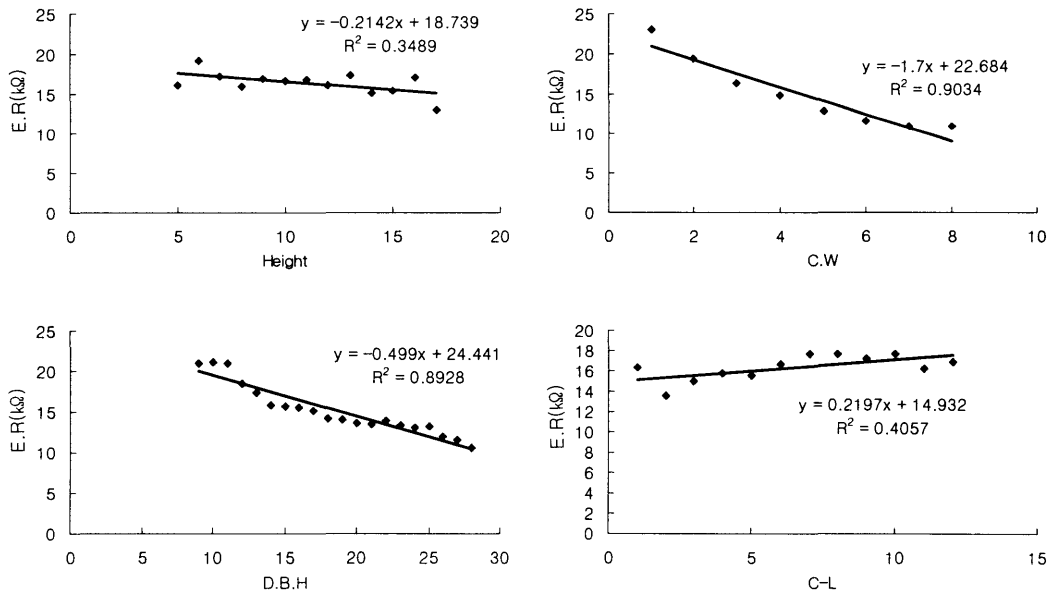 y = −0.2142x + 18.739
R² = 0.3489
25
20
15
10
5
0
E.R(kΩ)
0 5 10 15 20
Height
y = −1.7x + 22.684
R² = 0.9034
25
20
15
10
5
0
E.R(kΩ)
0 2 4 6 8 10
C.W
y = −0.499x + 24.441
R² = 0.8928
25
20
15
10
5
0
E.R(kΩ)
0 5 10 15 20 25 30
D.B.H
20
18
16
14
12
10
8
6
4
2
0
E.R(kΩ)
y = 0.2197x + 14.932
R² = 0.4057
0 5 10 15
C-L